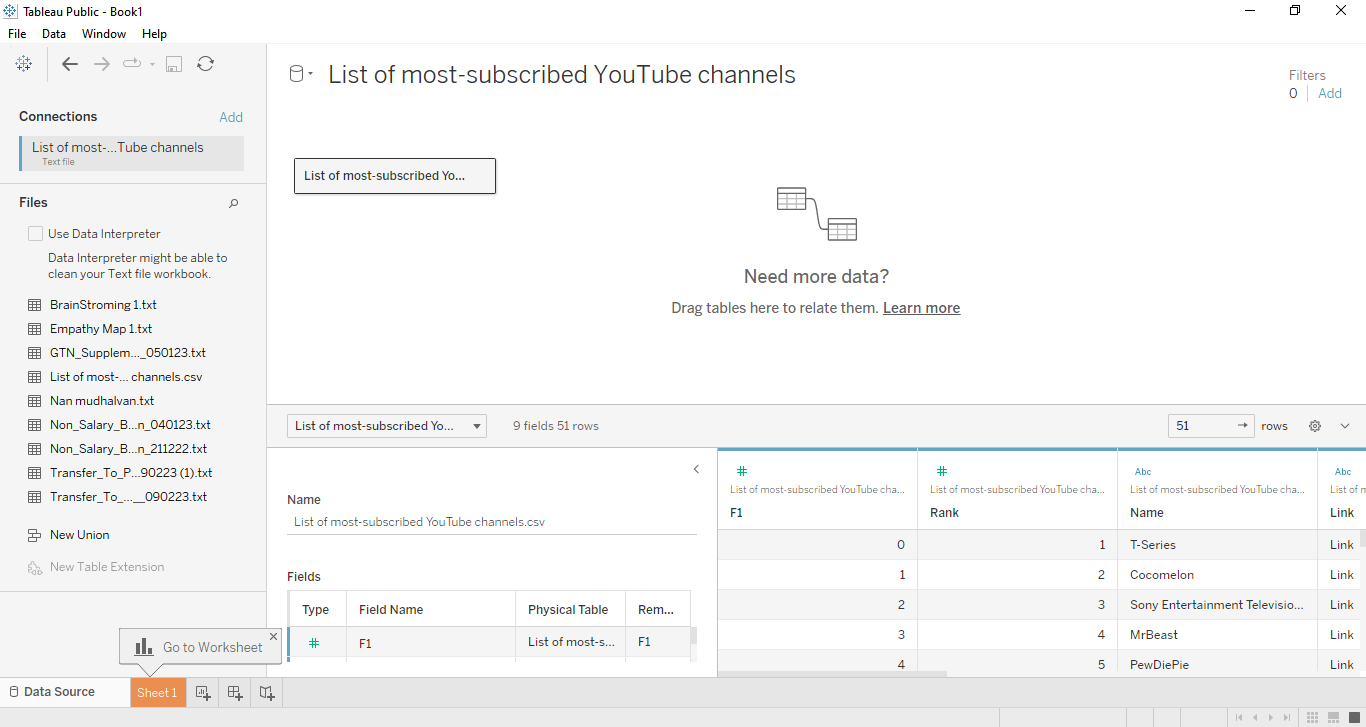 Tableau Public - Book1
File Data Window Help
List of most-subscribed YouTube channels
Filters
0 Add
Connections Add
List of most-...Tube channels
Text file
List of most-subscribed Yo...
Files
Use Data Interpreter
Data Interpreter might be able to
clean your Text file workbook.
BrainStroming 1.txt
Empathy Map 1.txt
GTN_Supplem..._050123.txt
List of most-... channels.csv
Nan mudhalvan.txt
Non_Salary_B...n_040123.txt
Non_Salary_B...n_211222.txt
Transfer_To_P...90223 (1).txt
Transfer_To_...__090223.txt
New Union
New Table Extension
Need more data?
Drag tables here to relate them. Learn more
List of most-subscribed Yo... 9 fields 51 rows 51 rows
Name
List of most-subscribed YouTube channels.csv
Fields
Type Field Name Physical Table Rem...
# F1 List of most-s... F1
# # Abc Abc
List of most-subscribed YouTube cha... List of most-subscribed YouTube cha... List of most-subscribed YouTube cha... List of m
F1 Rank Name Link
0 1 T-Series Link
1 2 Cocomelon Link
2 3 Sony Entertainment Televisio... Link
3 4 MrBeast Link
4 5 PewDiePie Link
Go to Worksheet
Data Source Sheet 1